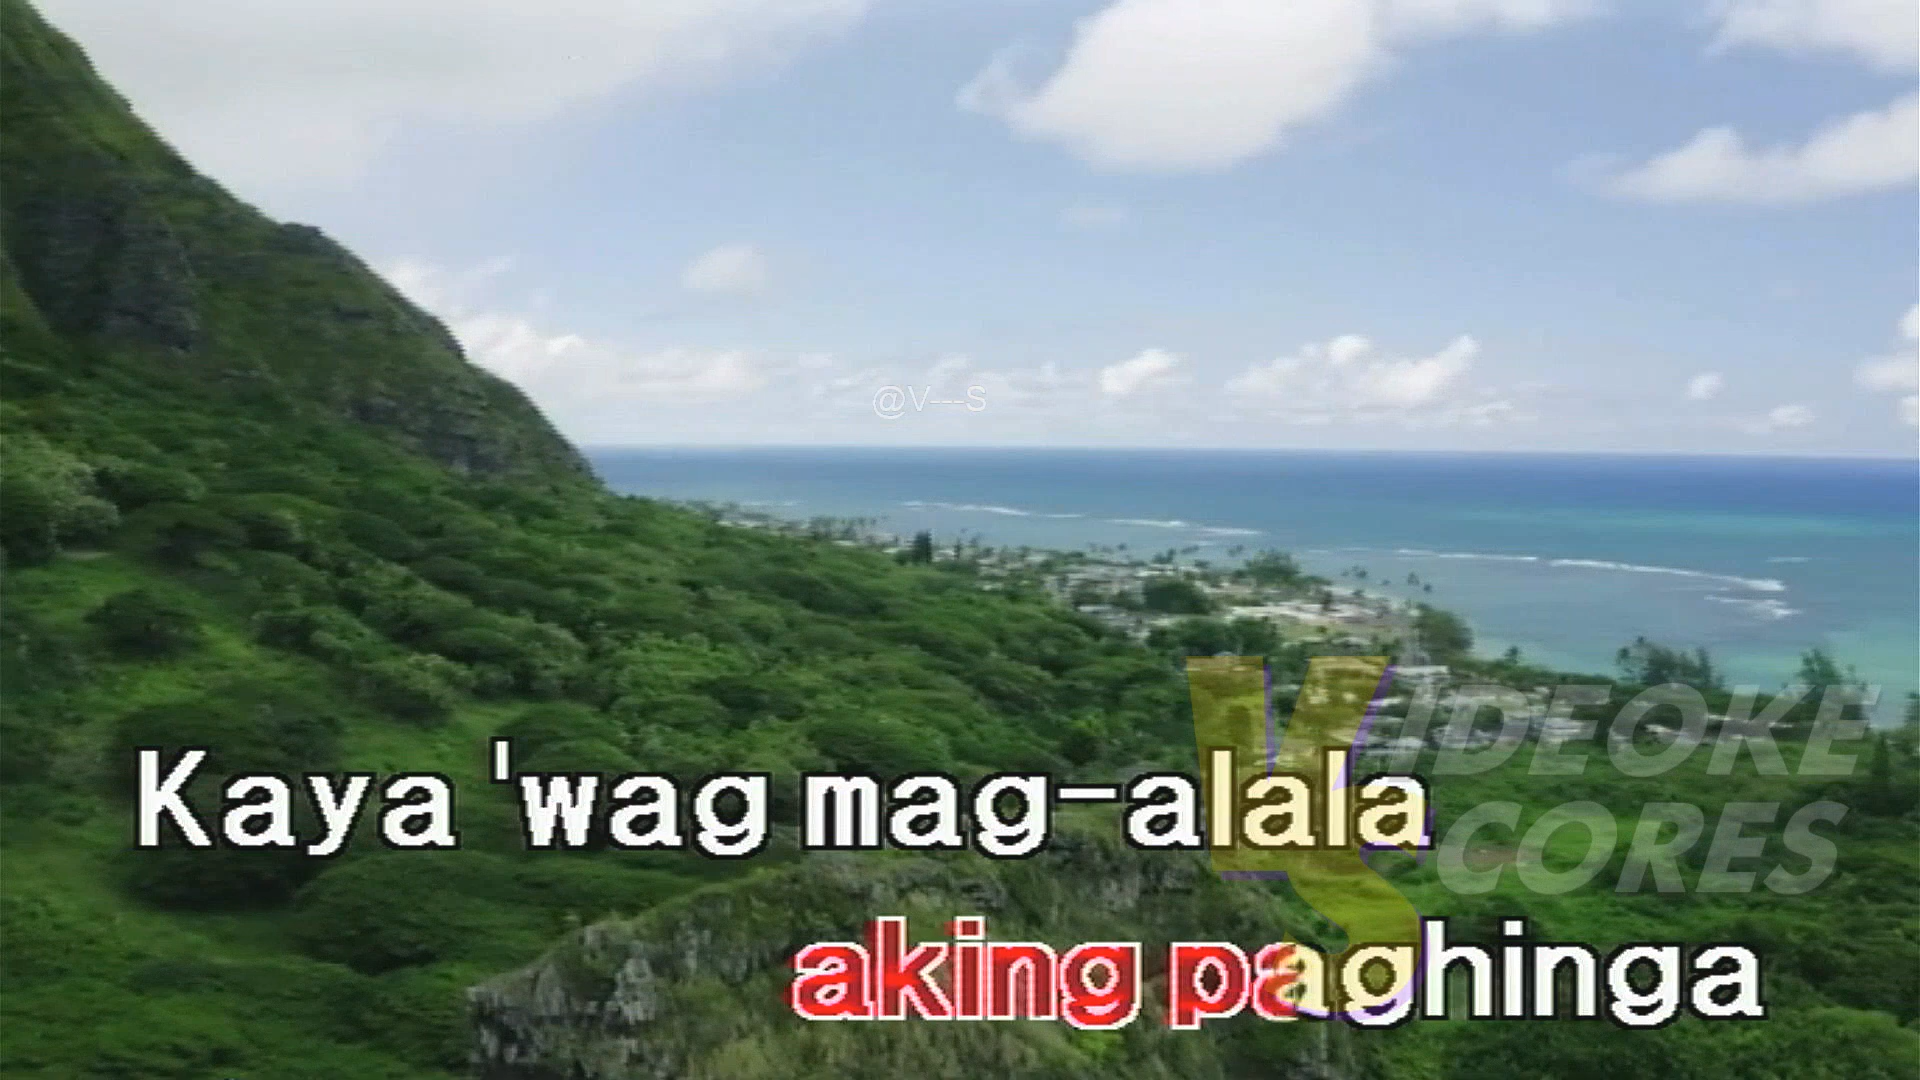 @V---S
VIDEOKE
SCORES
Kaya 'wag mag-alala
aking paghinga